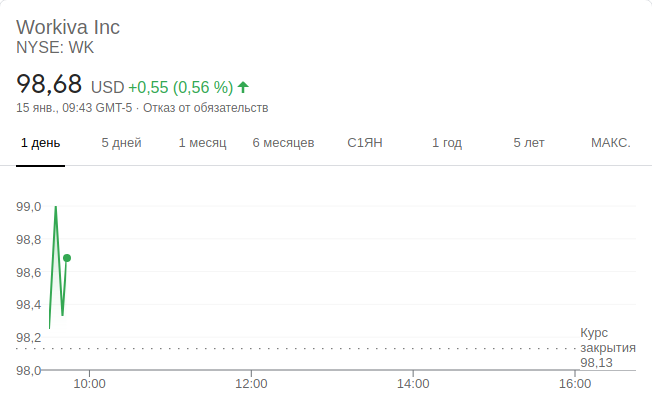 Workiva Inc
NYSE: WK
98,68 USD +0,55 (0,56 %)
15 янв., 09:43 GMT-5 · Отказ от обязательств
1 день 5 дней 1 месяц 6 месяцев С1ЯН 1 год 5 лет МАКС.
99,0
98,8
98,6
98,4
98,2
98,0
Курс
закрытия
98,13
10:00 12:00 14:00 16:00